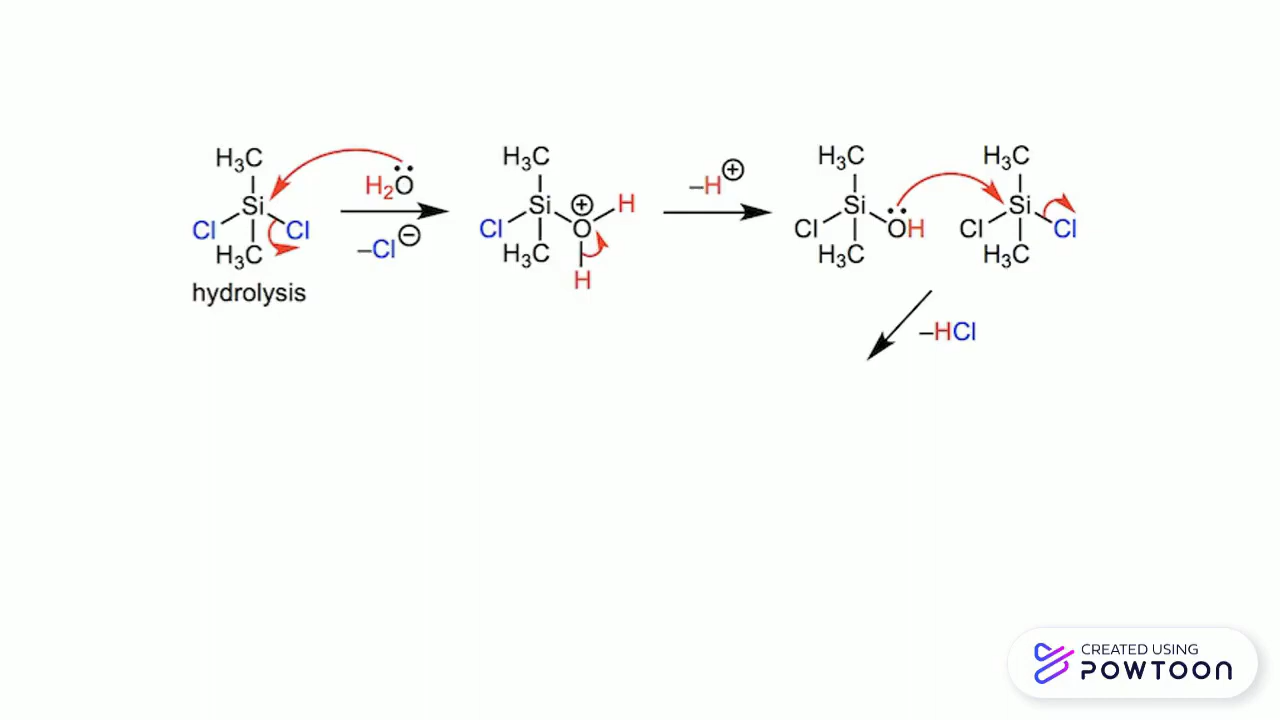 H₃C
Si
Cl
Cl
H₃C
hydrolysis
H₂O
–Cl⊖
H₃C
Si
Cl
⊕
O
H
H
H₃C
–H⊕
H₃C
Si
Cl
OH
H₃C
H₃C
Si
Cl
Cl
H₃C
–HCl
CREATED USING
POWTOON